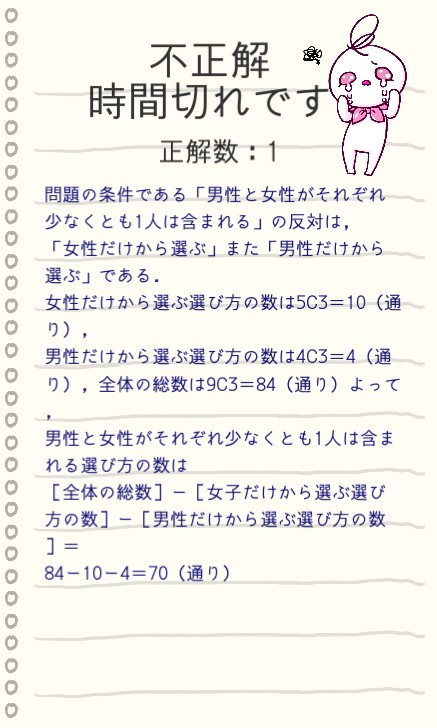 不正解
時間切れです
正解数：1
問題の条件である「男性と女性がそれぞれ
少なくとも1人は含まれる」の反対は，
「女性だけから選ぶ」また「男性だけから
選ぶ」である．
女性だけから選ぶ選び方の数は5C3＝10（通
り），
男性だけから選ぶ選び方の数は4C3＝4（通
り），全体の総数は9C3＝84（通り）よって
，
男性と女性がそれぞれ少なくとも1人は含ま
れる選び方の数は
［全体の総数］－［女子だけから選ぶ選び
方の数］－［男性だけから選ぶ選び方の数
］＝
84－10－4＝70（通り）